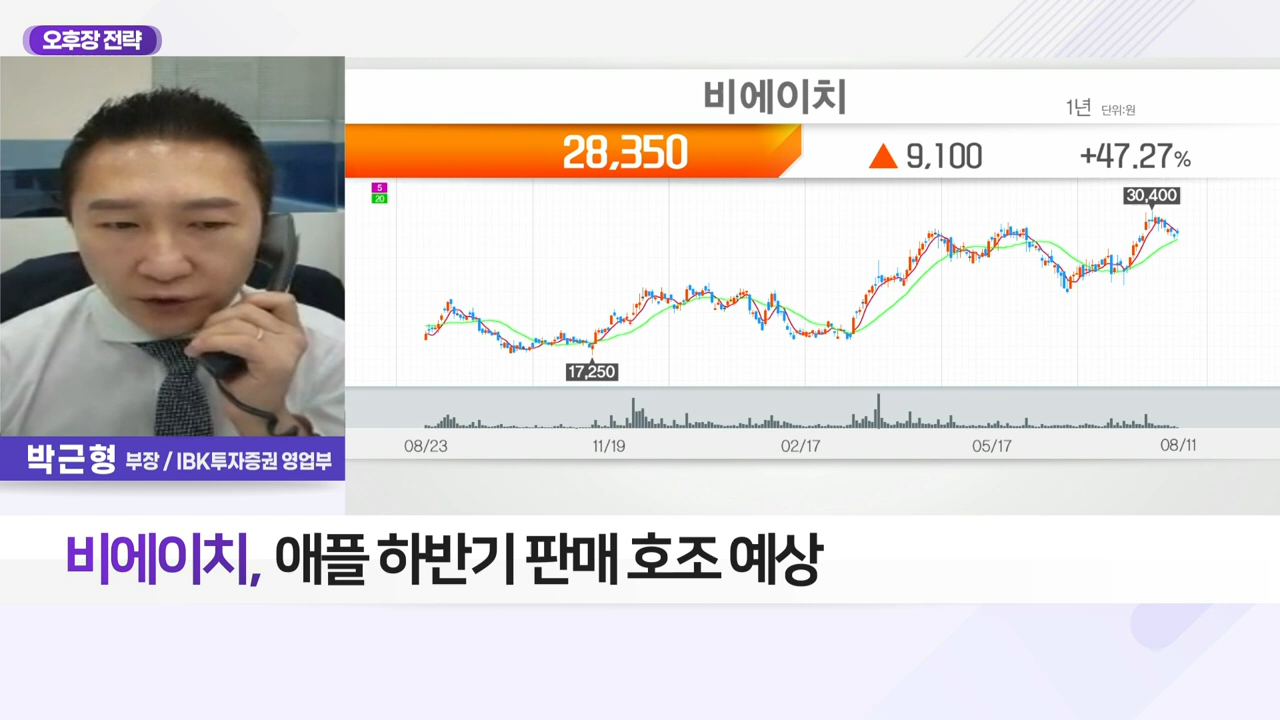 오후장 전략
비에이치
1년 단위:원
28,350 ▲ 9,100 +47.27%
5
20
30,400
17,250
08/23 11/19 02/17 05/17 08/11
박근형 부장 / IBK투자증권 영업부
비에이치, 애플 하반기 판매 호조 예상